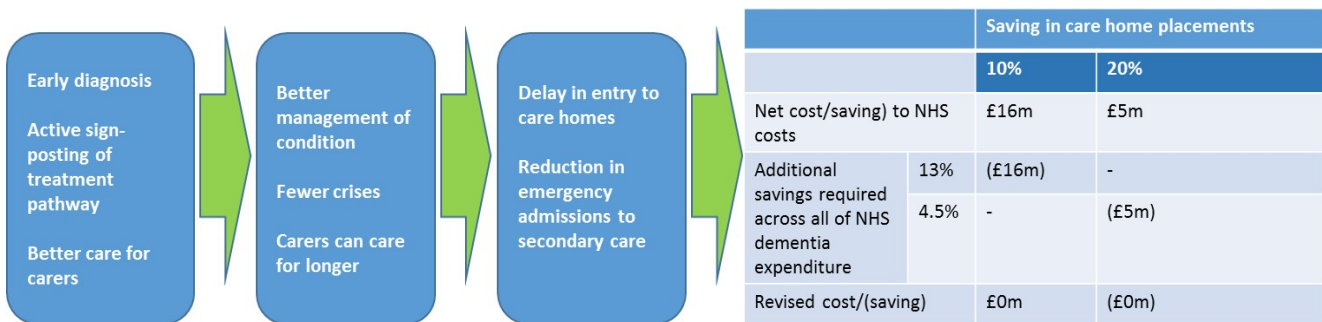 Early diagnosis
Active sign-
posting of
treatment
pathway
Better care for
carers
Better
management of
condition
Fewer crises
Carers can care
for longer
Delay in entry to
care homes
Reduction in
emergency
admissions to
secondary care
Saving in care home placements
10% 20%
Net cost/saving) to NHS
costs
£16m £5m
Additional
savings required
across all of NHS
dementia
expenditure
13% (£16m) -
4.5% - (£5m)
Revised cost/(saving) £0m (£0m)